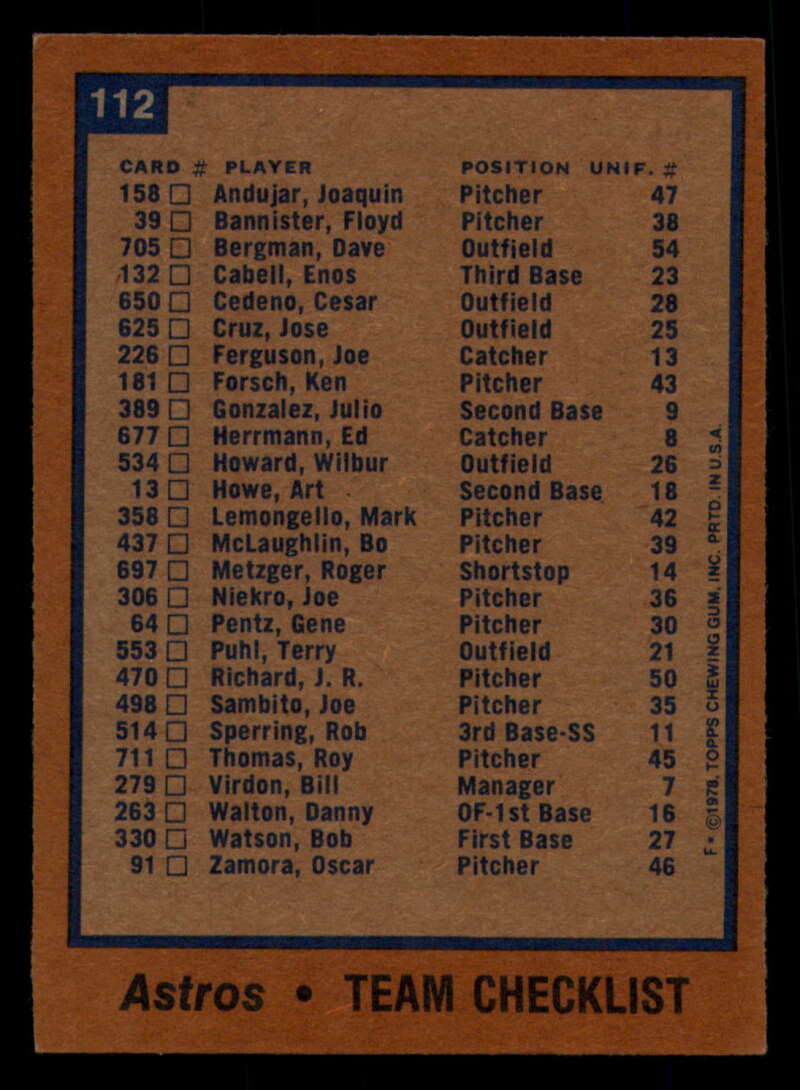 112
CARD # PLAYER POSITION UNIF. #
158 □ Andujar, Joaquin Pitcher 47
39 □ Bannister, Floyd Pitcher 38
705 □ Bergman, Dave Outfield 54
132 □ Cabell, Enos Third Base 23
650 □ Cedeno, Cesar Outfield 28
625 □ Cruz, Jose Outfield 25
226 □ Ferguson, Joe Catcher 13
181 □ Forsch, Ken Pitcher 43
389 □ Gonzalez, Julio Second Base 9
677 □ Herrmann, Ed Catcher 8
534 □ Howard, Wilbur Outfield 26
13 □ Howe, Art Second Base 18
358 □ Lemongello, Mark Pitcher 42
437 □ McLaughlin, Bo Pitcher 39
697 □ Metzger, Roger Shortstop 14
306 □ Niekro, Joe Pitcher 36
64 □ Pentz, Gene Pitcher 30
553 □ Puhl, Terry Outfield 21
470 □ Richard, J. R. Pitcher 50
498 □ Sambito, Joe Pitcher 35
514 □ Sperring, Rob 3rd Base-SS 11
711 □ Thomas, Roy Pitcher 45
279 □ Virdon, Bill Manager 7
263 □ Walton, Danny OF-1st Base 16
330 □ Watson, Bob First Base 27
91 □ Zamora, Oscar Pitcher 46
F* ©1978, TOPPS CHEWING GUM, INC. PRTD. IN U.S.A.
Astros • TEAM CHECKLIST